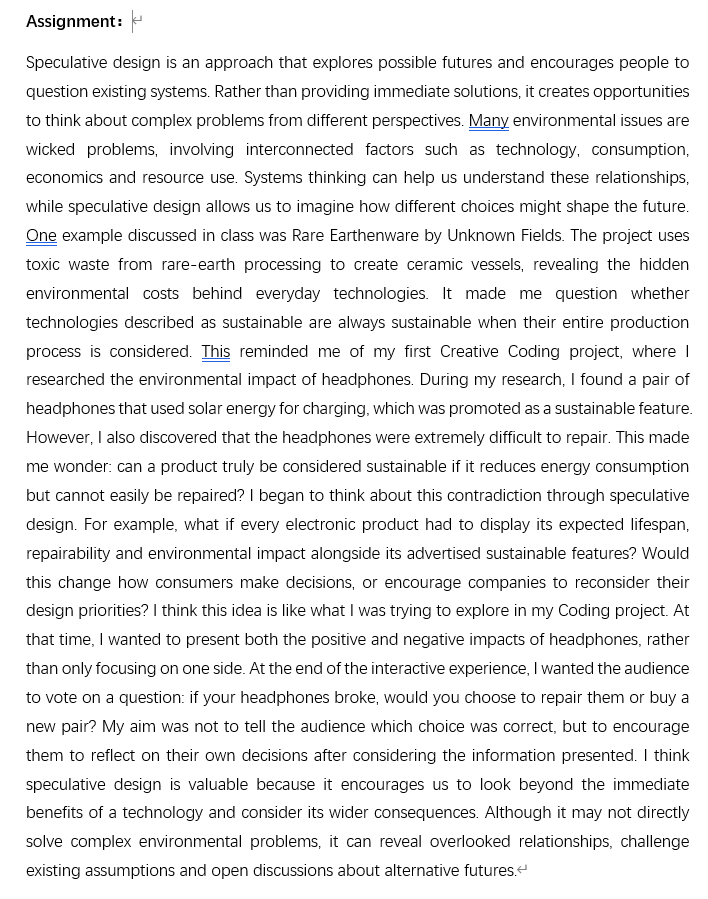 Assignment:
Speculative design is an approach that explores possible futures and encourages people to
question existing systems. Rather than providing immediate solutions, it creates opportunities
to think about complex problems from different perspectives. Many environmental issues are
wicked problems, involving interconnected factors such as technology, consumption,
economics and resource use. Systems thinking can help us understand these relationships,
while speculative design allows us to imagine how different choices might shape the future.
One example discussed in class was Rare Earthenware by Unknown Fields. The project uses
toxic waste from rare-earth processing to create ceramic vessels, revealing the hidden
environmental costs behind everyday technologies. It made me question whether
technologies described as sustainable are always sustainable when their entire production
process is considered. This reminded me of my first Creative Coding project, where I
researched the environmental impact of headphones. During my research, I found a pair of
headphones that used solar energy for charging, which was promoted as a sustainable feature.
However, I also discovered that the headphones were extremely difficult to repair. This made
me wonder: can a product truly be considered sustainable if it reduces energy consumption
but cannot easily be repaired? I began to think about this contradiction through speculative
design. For example, what if every electronic product had to display its expected lifespan,
repairability and environmental impact alongside its advertised sustainable features? Would
this change how consumers make decisions, or encourage companies to reconsider their
design priorities? I think this idea is like what I was trying to explore in my Coding project. At
that time, I wanted to present both the positive and negative impacts of headphones, rather
than only focusing on one side. At the end of the interactive experience, I wanted the audience
to vote on a question: if your headphones broke, would you choose to repair them or buy a
new pair? My aim was not to tell the audience which choice was correct, but to encourage
them to reflect on their own decisions after considering the information presented. I think
speculative design is valuable because it encourages us to look beyond the immediate
benefits of a technology and consider its wider consequences. Although it may not directly
solve complex environmental problems, it can reveal overlooked relationships, challenge
existing assumptions and open discussions about alternative futures.